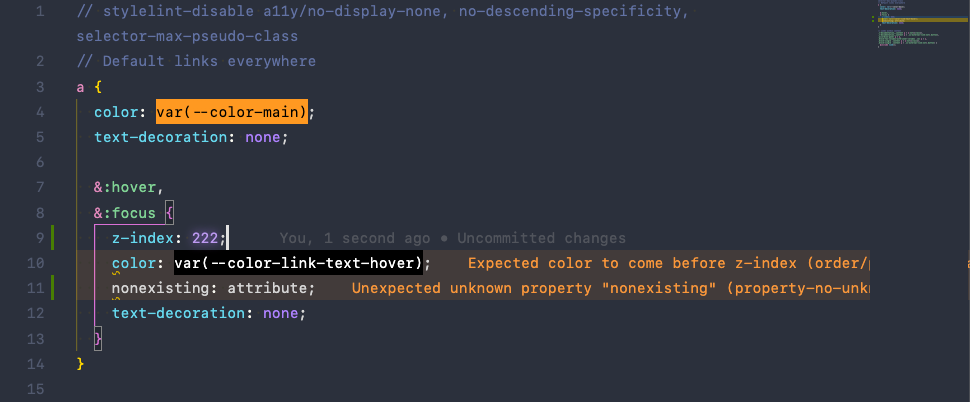 1 // stylelint-disable a11y/no-display-none, no-descending-specificity,
selector-max-pseudo-class
2 // Default links everywhere
3 a {
4 color: var(--color-main);
5 text-decoration: none;
6
7 &:hover,
8 &:focus {
9 z-index: 222; You, 1 second ago • Uncommitted changes
10 color: var(--color-link-text-hover); Expected color to come before z-index (order/
11 nonexisting: attribute; Unexpected unknown property "nonexisting" (property-no-unk
12 text-decoration: none;
13 }
14 }
15